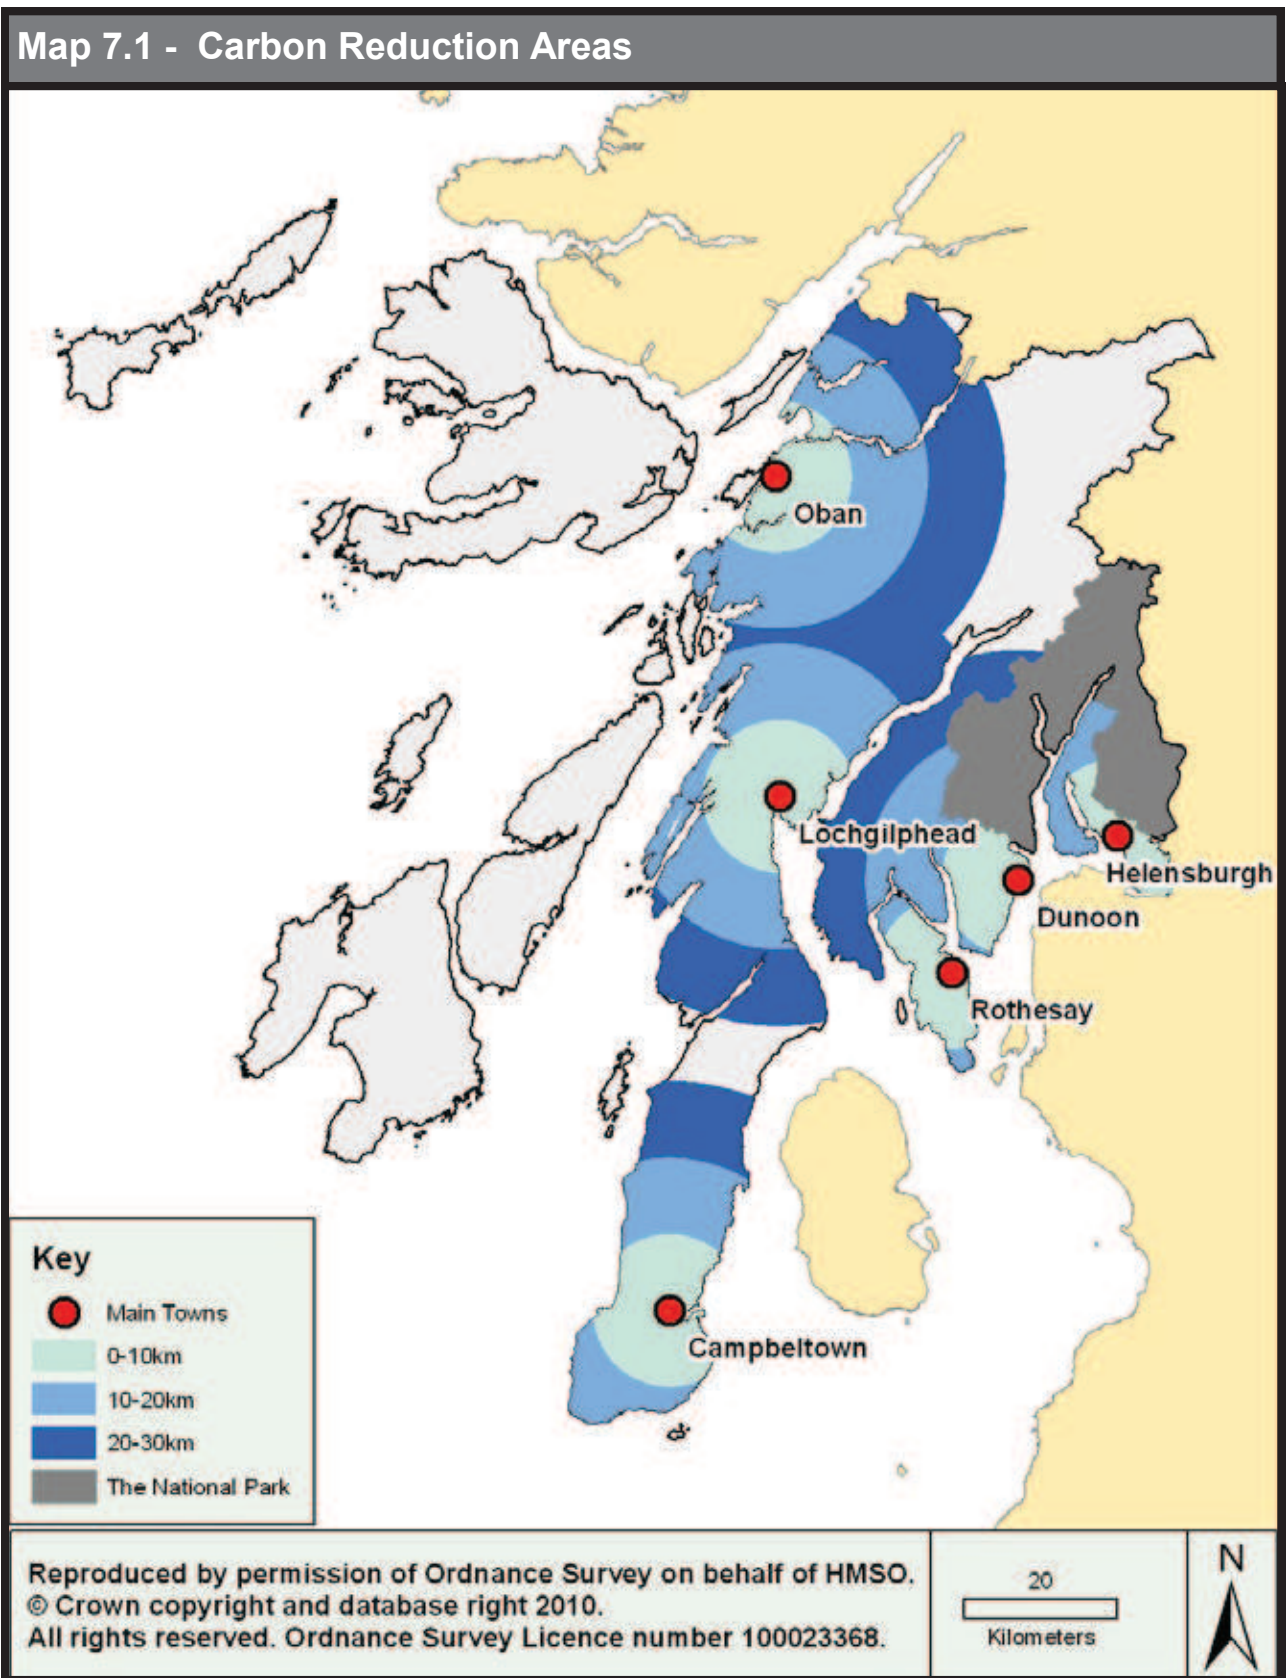 Map 7.1 - Carbon Reduction Areas
Oban
Lochgilphead
Helensburgh
Dunoon
Rothesay
Campbeltown
Key
Main Towns
0-10km
10-20km
20-30km
The National Park
Reproduced by permission of Ordnance Survey on behalf of HMSO.
© Crown copyright and database right 2010.
All rights reserved. Ordnance Survey Licence number 100023368.
20
Kilometers
N